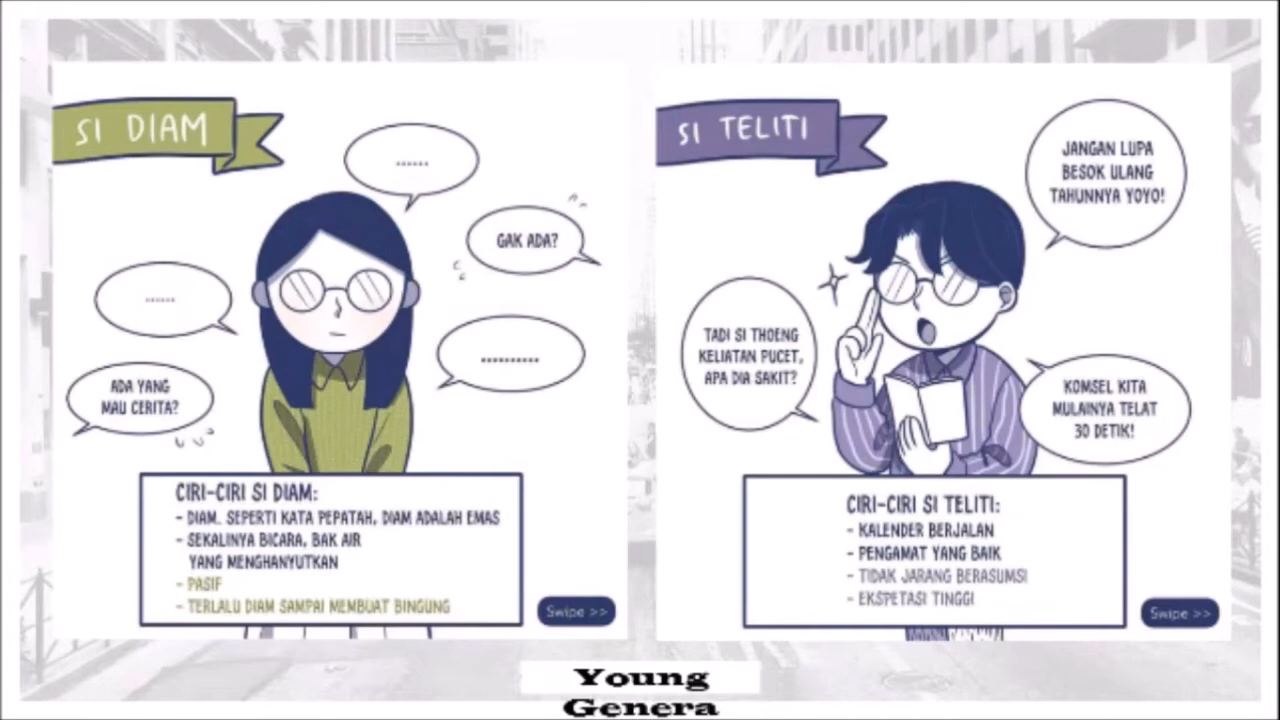 SI DIAM
......
GAK ADA?
......
..........
ADA YANG
MAU CERITA?
CIRI-CIRI SI DIAM:
- DIAM. SEPERTI KATA PEPATAH, DIAM ADALAH EMAS
- SEKALINYA BICARA, BAK AIR
YANG MENGHANYUTKAN
- PASIF
- TERLALU DIAM SAMPAI MEMBUAT BINGUNG
Swipe >>
SI TELITI
JANGAN LUPA
BESOK ULANG
TAHUNNYA YOYO!
TADI SI THOENG
KELIATAN PUCET,
APA DIA SAKIT?
KOMSEL KITA
MULAINYA TELAT
30 DETIK!
CIRI-CIRI SI TELITI:
- KALENDER BERJALAN
- PENGAMAT YANG BAIK
- TIDAK JARANG BERASUMSI
- EKSPETASI TINGGI
Swipe >>
Young
Genera